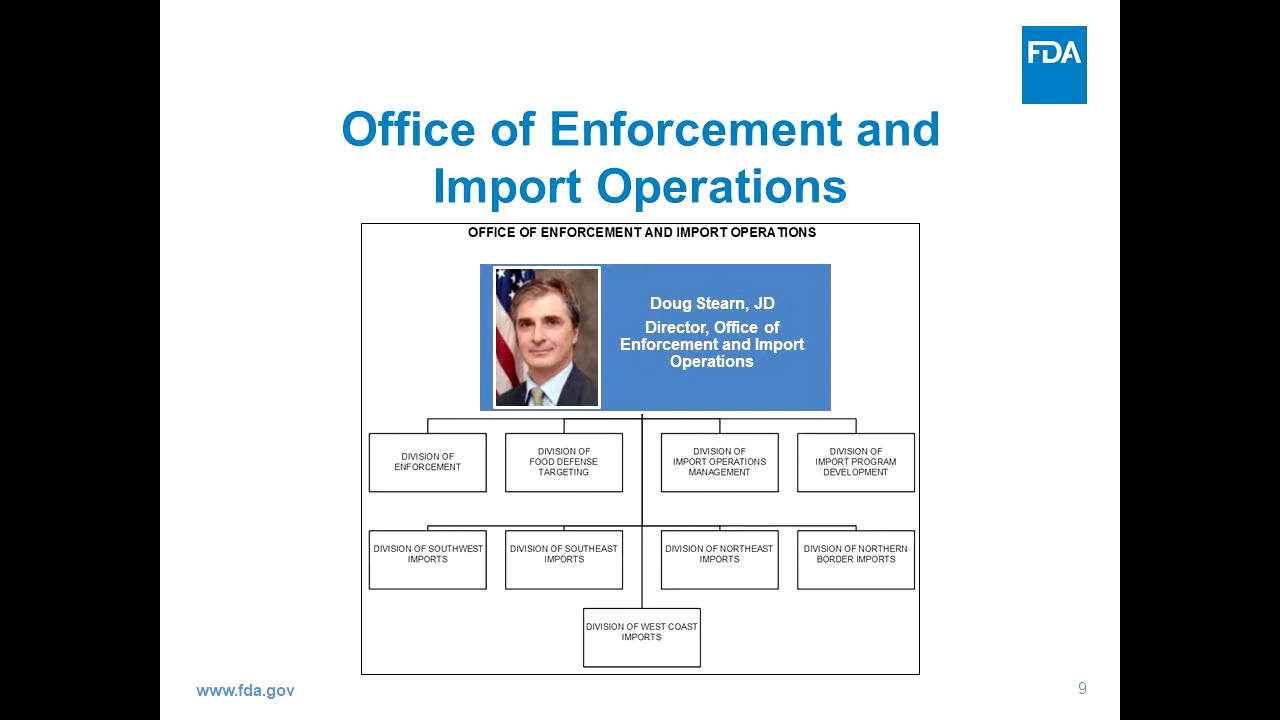 FDA
Office of Enforcement and
Import Operations
OFFICE OF ENFORCEMENT AND IMPORT OPERATIONS
Doug Stearn, JD
Director, Office of
Enforcement and Import
Operations
DIVISION OF
ENFORCEMENT
DIVISION OF
FOOD DEFENSE
TARGETING
DIVISION OF
IMPORT OPERATIONS
MANAGEMENT
DIVISION OF
IMPORT PROGRAM
DEVELOPMENT
DIVISION OF SOUTHWEST
IMPORTS
DIVISION OF SOUTHEAST
IMPORTS
DIVISION OF NORTHEAST
IMPORTS
DIVISION OF NORTHERN
BORDER IMPORTS
DIVISION OF WEST COAST
IMPORTS
www.fda.gov
9